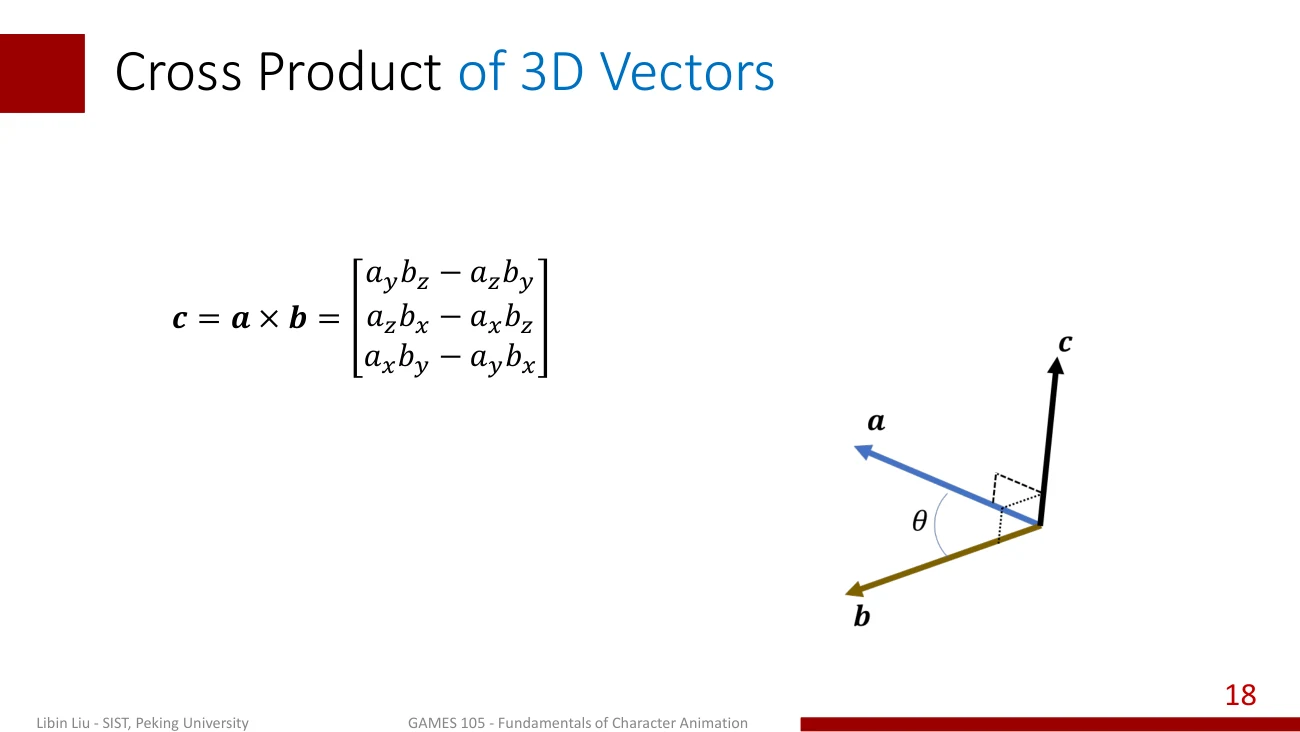 Cross Product of 3D Vectors
𝒄 = 𝒂 × 𝒃 = [
a_y b_z − a_z b_y
a_z b_x − a_x b_z
a_x b_y − a_y b_x
]
c
a
θ
b
18
Libin Liu - SIST, Peking University
GAMES 105 - Fundamentals of Character Animation